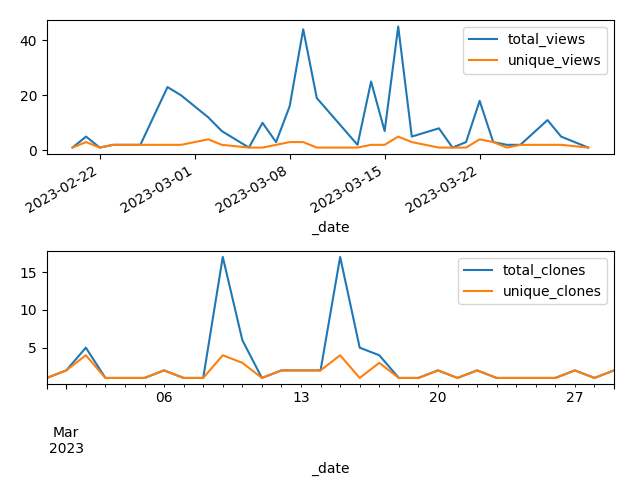 40
20
0
total_views
unique_views
2023-02-22
2023-03-01
2023-03-08
2023-03-15
2023-03-22
_date
15
10
5
total_clones
unique_clones
06
13
20
27
Mar
2023
_date